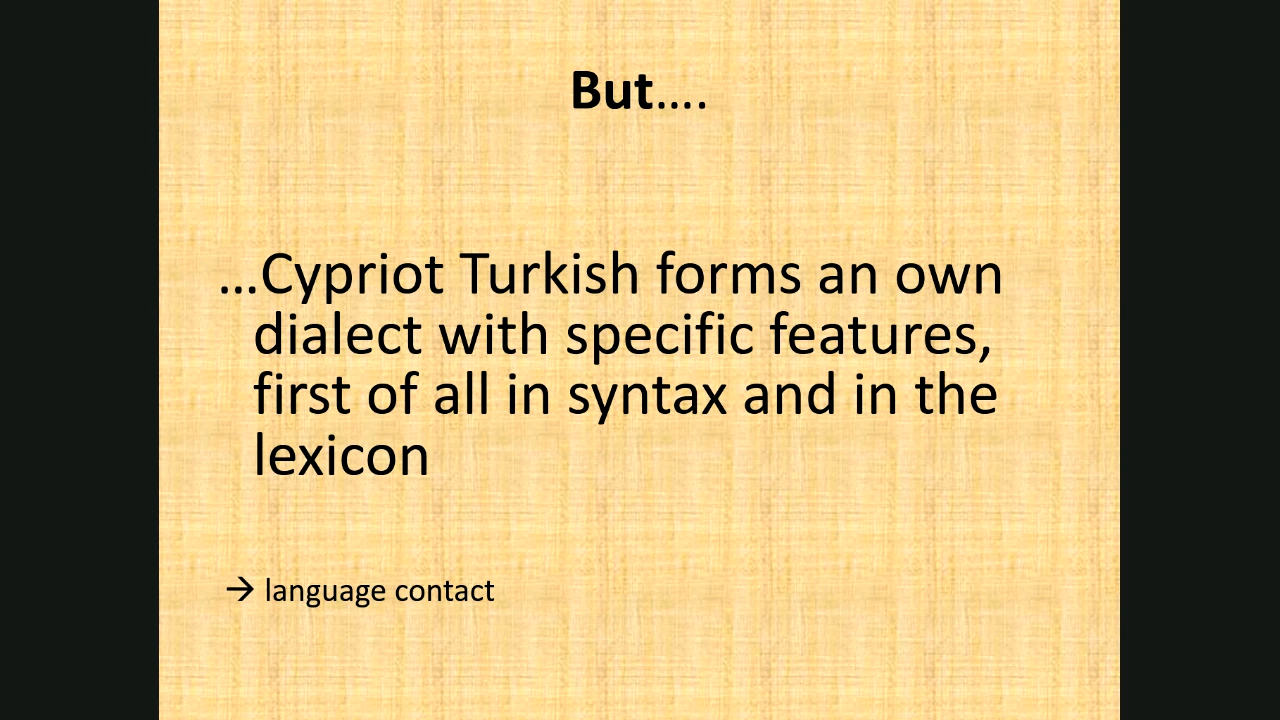 But….
…Cypriot Turkish forms an own
dialect with specific features,
first of all in syntax and in the
lexicon
→ language contact